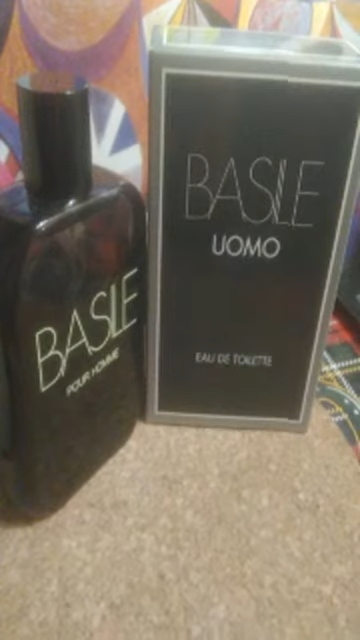 BASILE
POUR HOMME
BASILE
UOMO
EAU DE TOILETTE